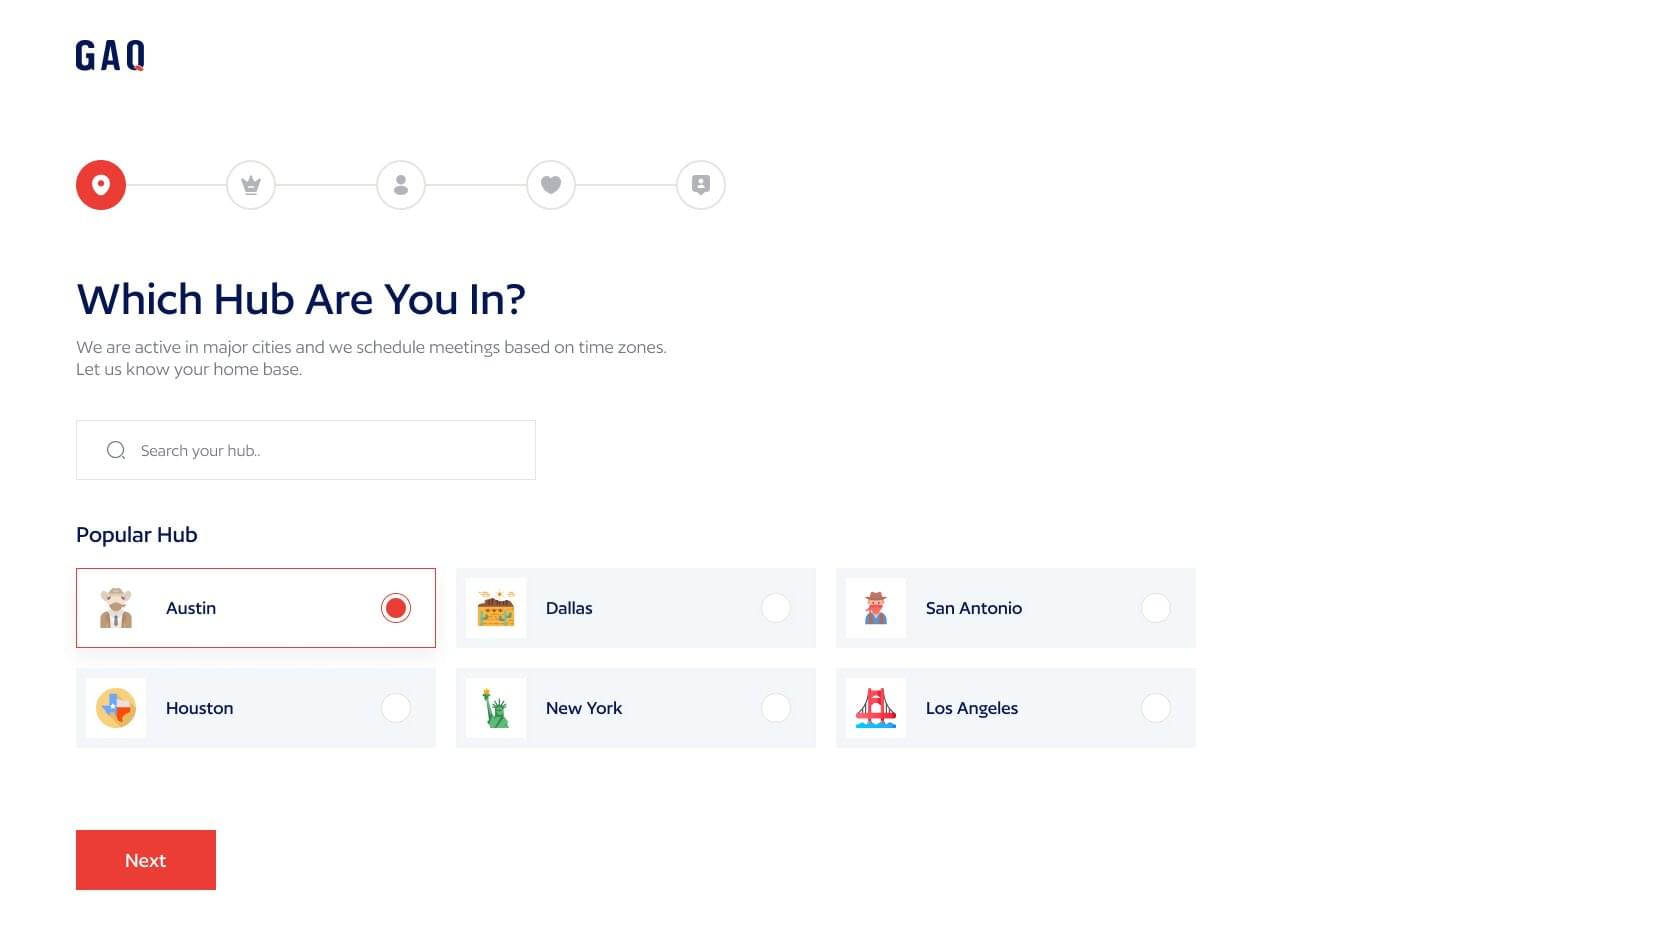 GAQ
Which Hub Are You In?
We are active in major cities and we schedule meetings based on time zones.
Let us know your home base.
Search your hub..
Popular Hub
Austin
Dallas
San Antonio
Houston
New York
Los Angeles
Next